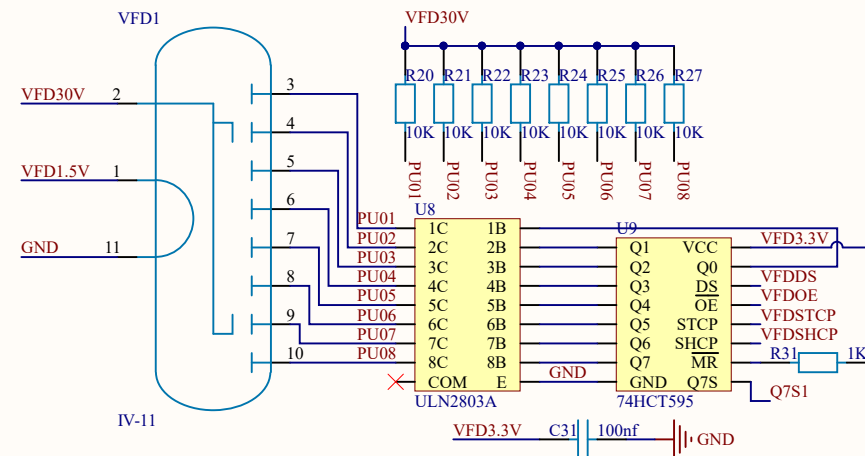 VFD1
VFD30V
R20 R21 R22 R23 R24 R25 R26 R27
10K 10K 10K 10K 10K 10K 10K 10K
PU01 PU02 PU03 PU04 PU05 PU06 PU07 PU08
VFD30V 2
VFD1.5V 1
GND 11
3
4
5
6
7
8
9
10
IV-11
PU01
PU02
PU03
PU04
PU05
PU06
PU07
PU08
U8
1C 1B
2C 2B
3C 3B
4C 4B
5C 5B
6C 6B
7C 7B
8C 8B
COM E
ULN2803A
GND
U9
Q1 VCC
Q2 Q0
Q3 DS
Q4 OE
Q5 STCP
Q6 SHCP
Q7 MR
GND Q7S
74HCT595
VFD3.3V
VFDDS
VFDOE
VFDSTCP
VFDSHCP
R31 1K
Q7S1
VFD3.3V C31 100nf GND